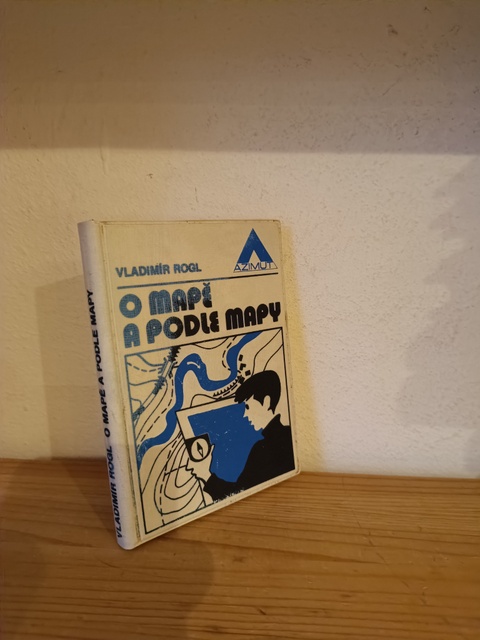 VLADIMÍR ROGL
AZIMUT
O MAPĚ
A PODLE MAPY
VLADIMÍR ROGL O MAPĚ A PODLE MAPY